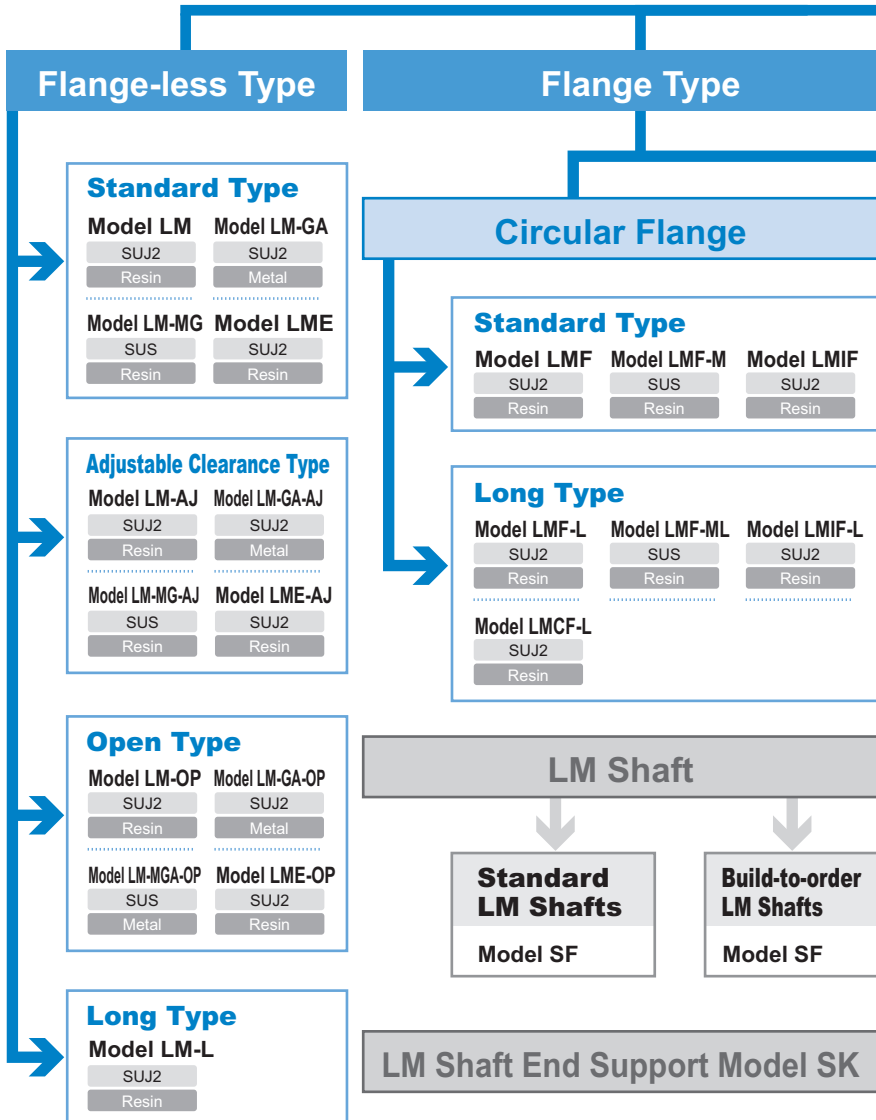 Flange-less Type
Flange Type
Standard Type
Model LM Model LM-GA
SUJ2 SUJ2
Resin Metal
Model LM-MG Model LME
SUS SUJ2
Resin Resin
Adjustable Clearance Type
Model LM-AJ Model LM-GA-AJ
SUJ2 SUJ2
Resin Metal
Model LM-MG-AJ Model LME-AJ
SUS SUJ2
Resin Resin
Open Type
Model LM-OP Model LM-GA-OP
SUJ2 SUJ2
Resin Metal
Model LM-MGA-OP Model LME-OP
SUS SUJ2
Metal Resin
Long Type
Model LM-L
SUJ2
Resin
Circular Flange
Standard Type
Model LMF Model LMF-M Model LMIF
SUJ2 SUS SUJ2
Resin Resin Resin
Long Type
Model LMF-L Model LMF-ML Model LMIF-L
SUJ2 SUS SUJ2
Resin Resin Resin
Model LMCF-L
SUJ2
Resin
LM Shaft
Standard
LM Shafts
Model SF
Build-to-order
LM Shafts
Model SF
LM Shaft End Support Model SK